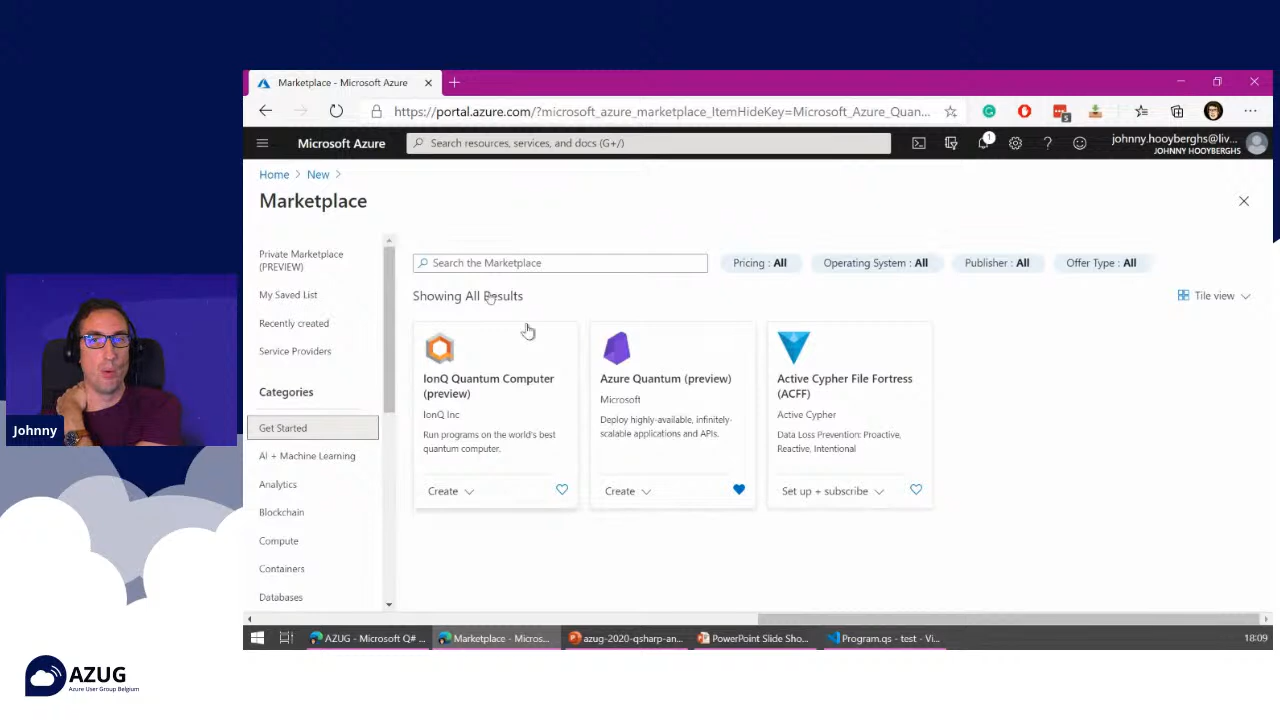 Marketplace - Microsoft Azure
https://portal.azure.com/?microsoft_azure_marketplace_ItemHideKey=Microsoft_Azure_Quan...
5
Microsoft Azure
Search resources, services, and docs (G+/)
1
johnny.hooyberghs@liv...
JOHNNY HOOYBERGHS
Home > New >
Marketplace
Private Marketplace
(PREVIEW)
My Saved List
Recently created
Service Providers
Categories
Get Started
AI + Machine Learning
Analytics
Blockchain
Compute
Containers
Databases
Search the Marketplace
Pricing : All
Operating System : All
Publisher : All
Offer Type : All
Showing All Results
Tile view
IonQ Quantum Computer
(preview)
IonQ Inc
Run programs on the world's best
quantum computer.
Create
Azure Quantum (preview)
Microsoft
Deploy highly-available, infinitely-
scalable applications and APIs.
Create
Active Cypher File Fortress
(ACFF)
Active Cypher
Data Loss Prevention: Proactive,
Reactive, Intentional
Set up + subscribe
Johnny
AZUG - Microsoft Q# ...
Marketplace - Micros...
azug-2020-qsharp-an...
PowerPoint Slide Sho...
Program.qs - test - Vi...
18:09
AZUG
Azure User Group Belgium